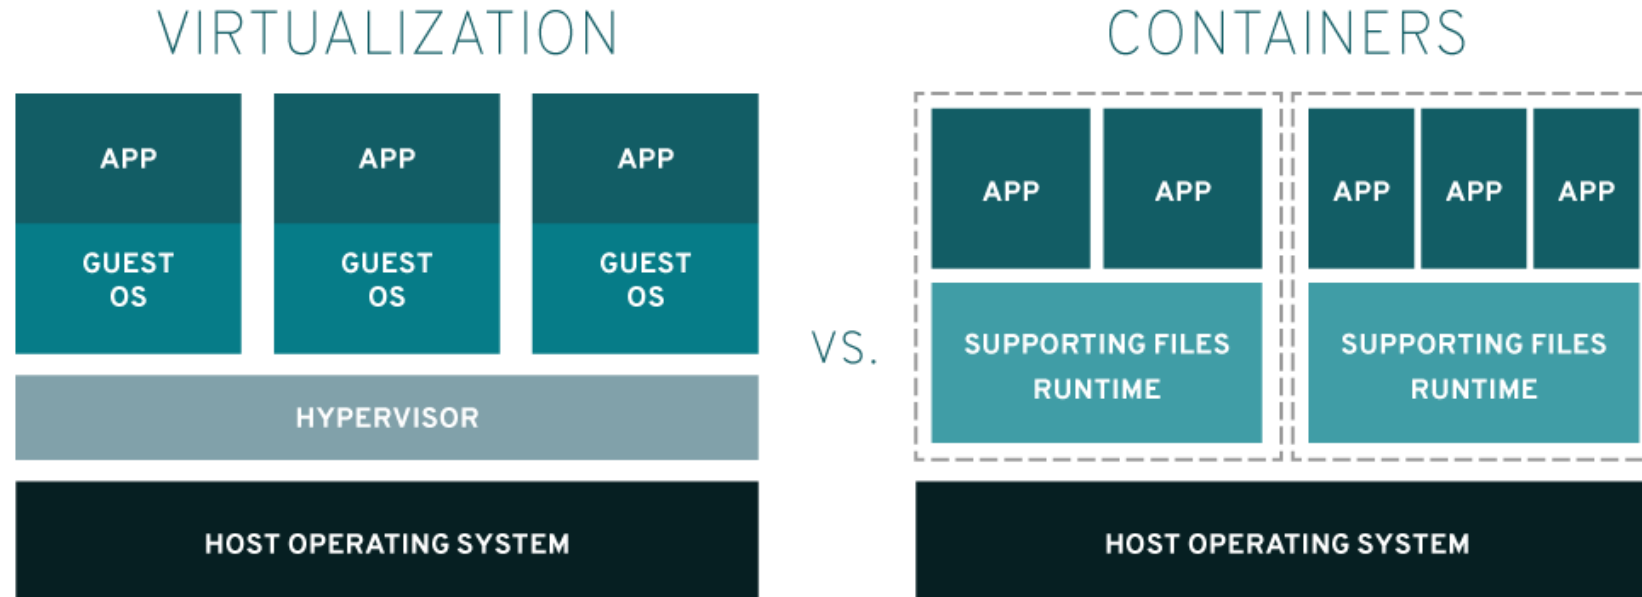 VIRTUALIZATION
APP
GUEST
OS
APP
GUEST
OS
APP
GUEST
OS
HYPERVISOR
HOST OPERATING SYSTEM
VS.
CONTAINERS
APP
APP
SUPPORTING FILES
RUNTIME
APP
APP
APP
SUPPORTING FILES
RUNTIME
HOST OPERATING SYSTEM